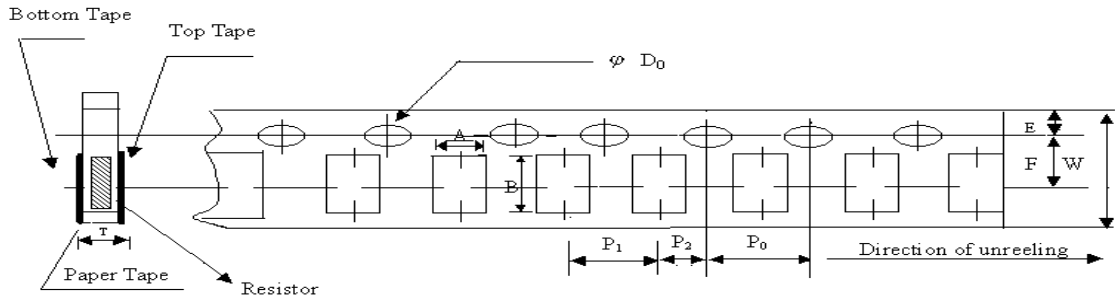 Bottom Tape
Top Tape
φ D₀
A
E
B
F W
T
P₁ P₂ P₀
Direction of unreeling
Paper Tape
Resistor